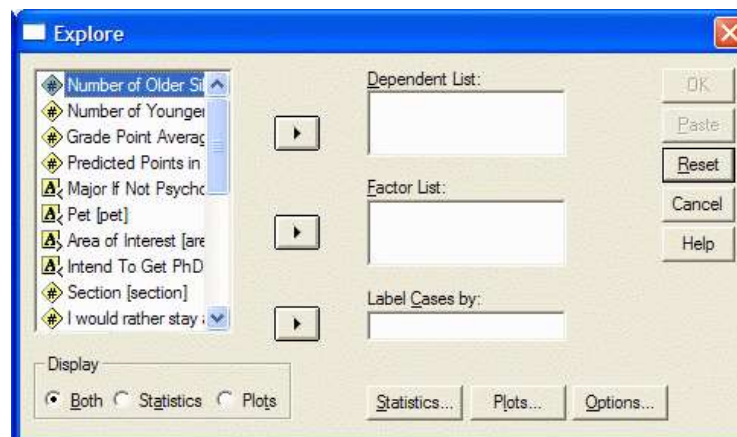 Explore
Number of Older Si
Number of Younger
Grade Point Averag
Predicted Points in
Major If Not Psycho
Pet [pet]
Area of Interest [are
Intend To Get PhD
Section [section]
I would rather stay
Dependent List:
Factor List:
Label Cases by:
OK
Paste
Reset
Cancel
Help
Display
Both Statistics Plots
Statistics... Plots... Options...